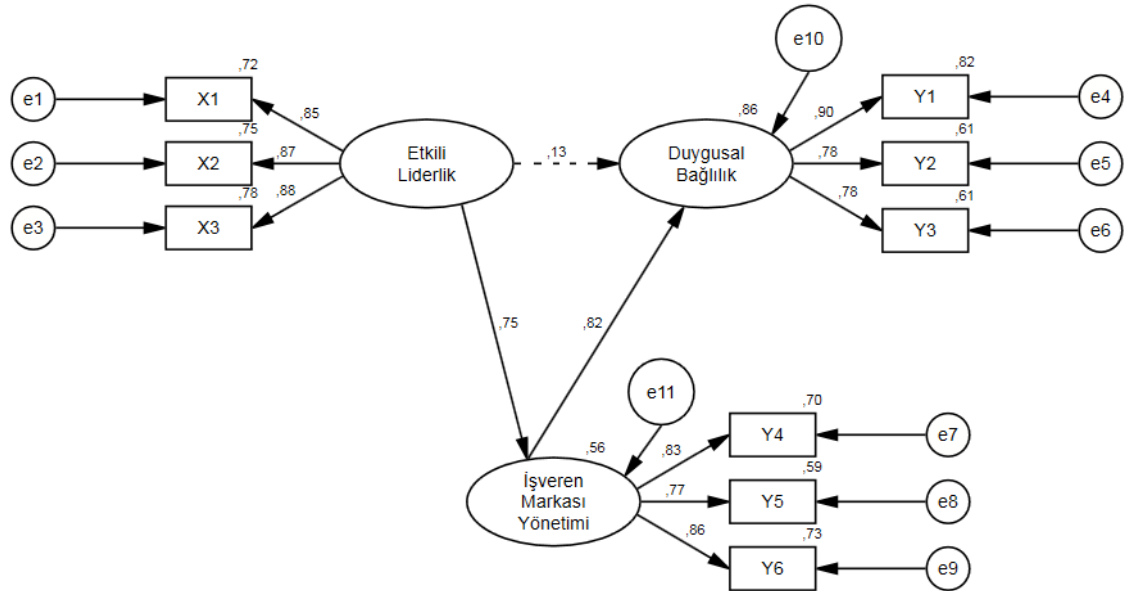 e10
,72
,82
e1
X1
,86
,90
Y1
e4
,85
,75
,61
e2
X2
,87
Etkili
Liderlik
,13
Duygusal
Bağlılık
,78
Y2
e5
,78
,88
,78
,61
e3
X3
Y3
e6
,75
,82
e11
,70
,56
,83
Y4
e7
,59
İşveren
Markası
Yönetimi
,77
Y5
e8
,86
,73
Y6
e9